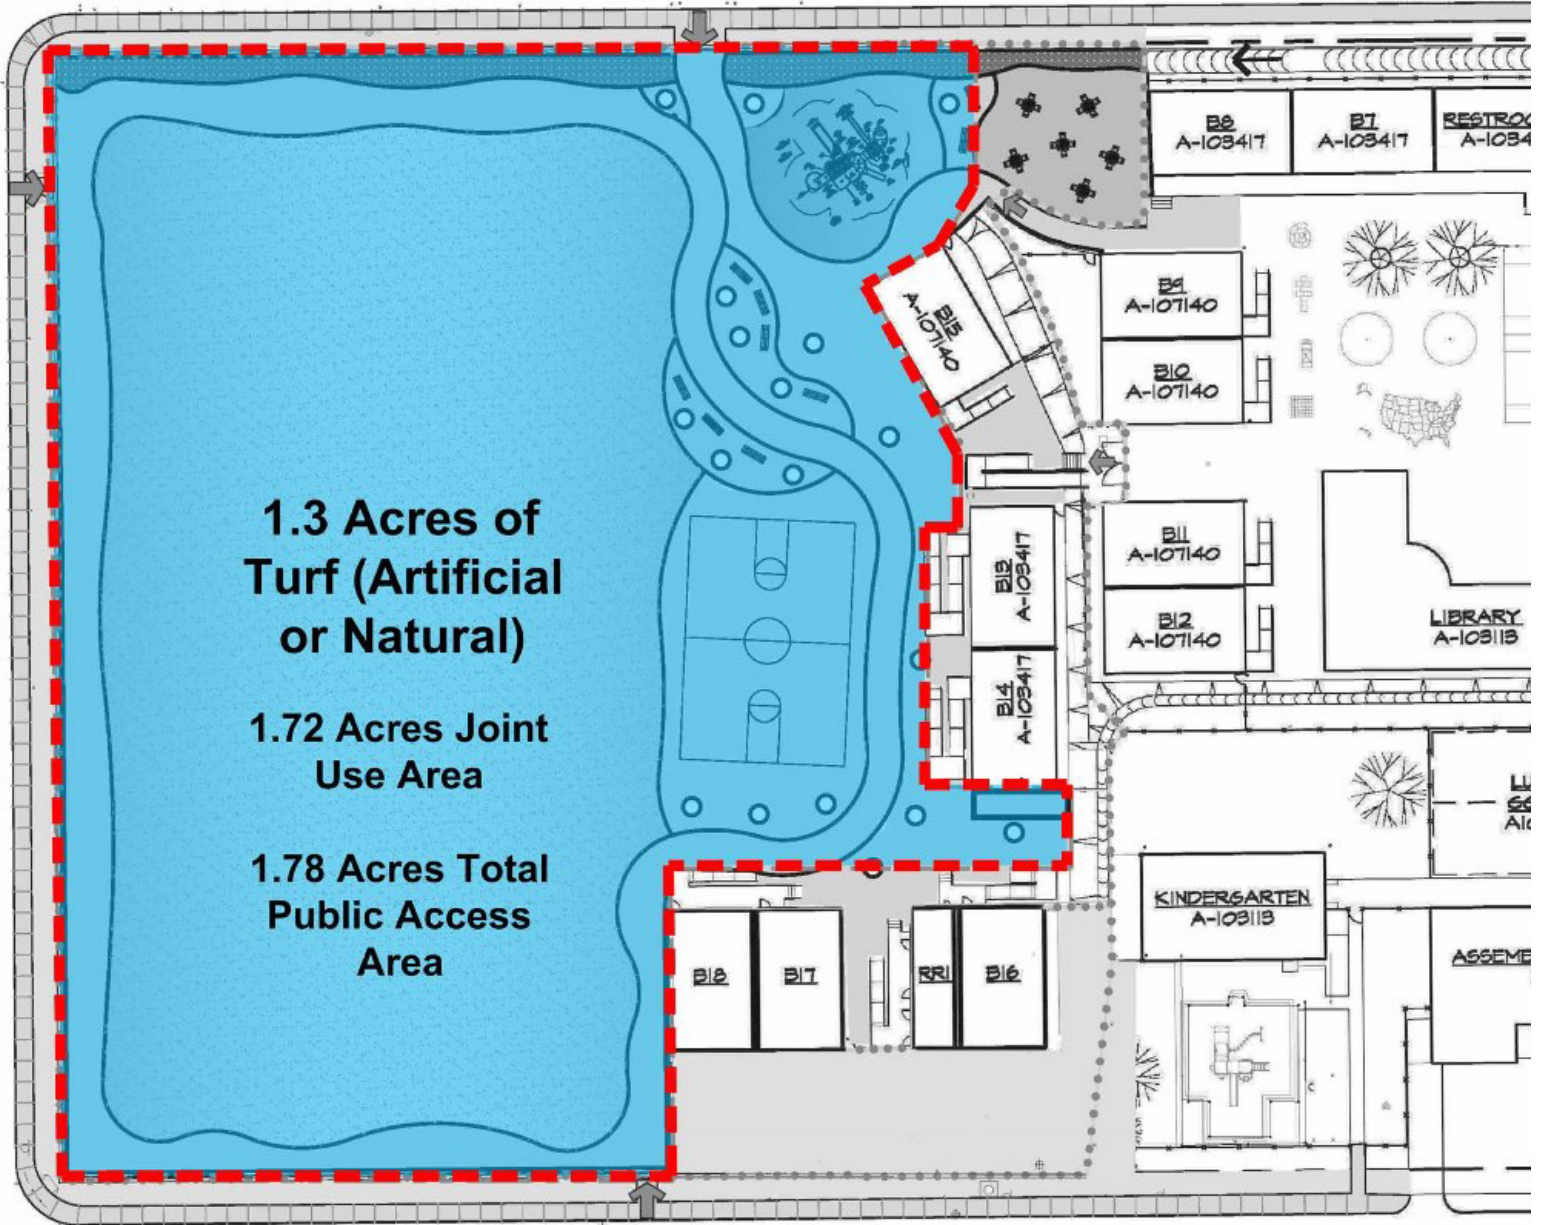 B8
A-103417
B7
A-103417
A-1034
B15
A-107140
B9
A-107140
B10
A-107140
1.3 Acres of
Turf (Artificial
or Natural)
B13
A-103417
B11
A-107140
B12
A-107140
LIBRARY
A-103113
B14
A-103417
1.72 Acres Joint
Use Area
1.78 Acres Total
Public Access
Area
KINDERGARTEN
A-103113
B18
B17
RR1
B16
ASSEME